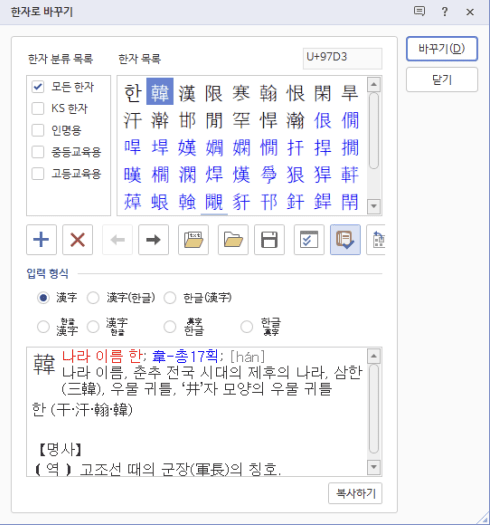 한자로 바꾸기
한자 분류 목록
한자 목록
U+97D3
바꾸기(D)
닫기
모든 한자
KS 한자
인명용
중등교육용
고등교육용
한 韓 漢 限 寒 翰 恨 閑 旱
汗 澣 邯 閒 罕 悍 瀚 佷 僩
哻 垾 嫨 嫺 嫻 憪 扞 捍 撊
暵 橌 瀾 焊 熯 狠 猂
蜋 螒 覸 豻 邗 釬 銲 閈
입력 형식
漢字
漢字(한글)
한글(漢字)
한글
漢字
漢字
한글
漢字
한글
한글
漢字
韓 나라 이름 한; 韋-총17획; [hán]
나라 이름, 춘추 전국 시대의 제후의 나라, 삼한
(三韓), 우물 귀틀, '井'자 모양의 우물 귀틀
한 (干·汗·翰·韓)
【명사】
(역) 고조선 때의 군장(軍長)의 칭호.
복사하기